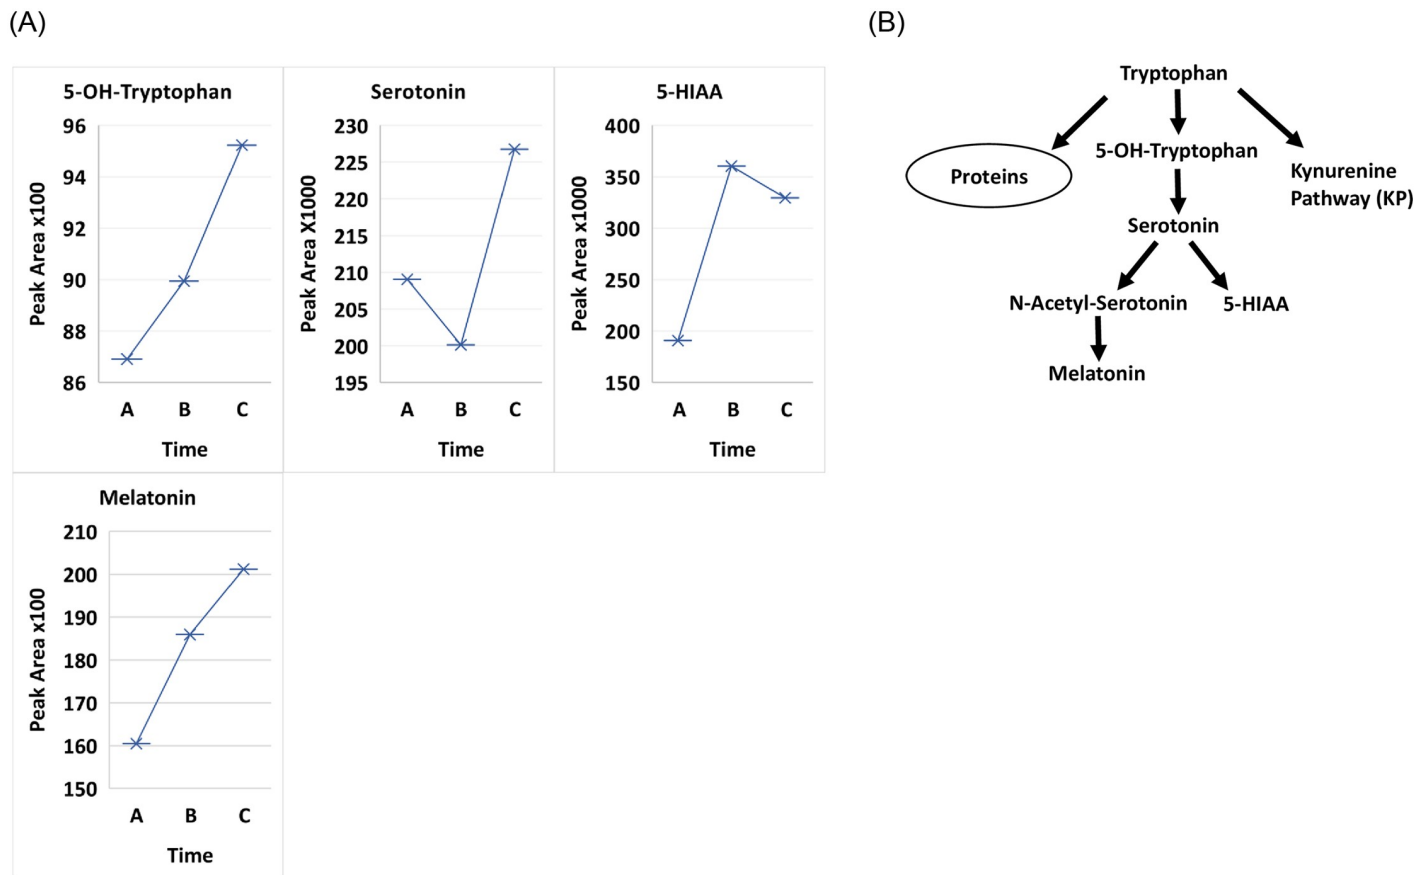 (A)
(B)
5-OH-Tryptophan
Peak Area x100
96
94
92
90
88
86
A B C
Time
Serotonin
Peak Area X1000
230
225
220
215
210
205
200
195
A B C
Time
5-HIAA
Peak Area x1000
400
350
300
250
200
150
A B C
Time
Melatonin
Peak Area x100
210
200
190
180
170
160
150
A B C
Time
Tryptophan
Proteins
5-OH-Tryptophan
Kynurenine
Pathway (KP)
Serotonin
N-Acetyl-Serotonin
5-HIAA
Melatonin